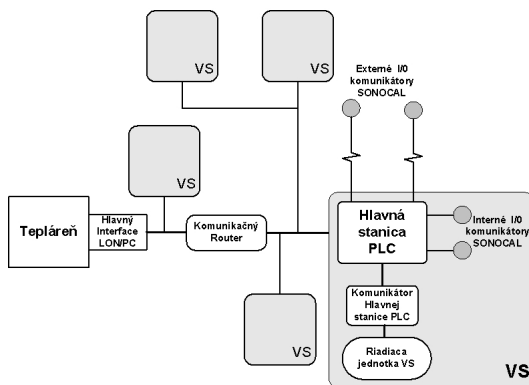 VS
VS
Externé I/0
komunikátory
SONOCAL
VS
Tepláreň
Hlavný
Interface
LON/PC
Komunikačný
Router
Hlavná
stanica
PLC
Interné I/0
komunikátory
SONOCAL
Komunikátor
Hlavnej
stanice PLC
VS
Riadiaca
jednotka VS
VS